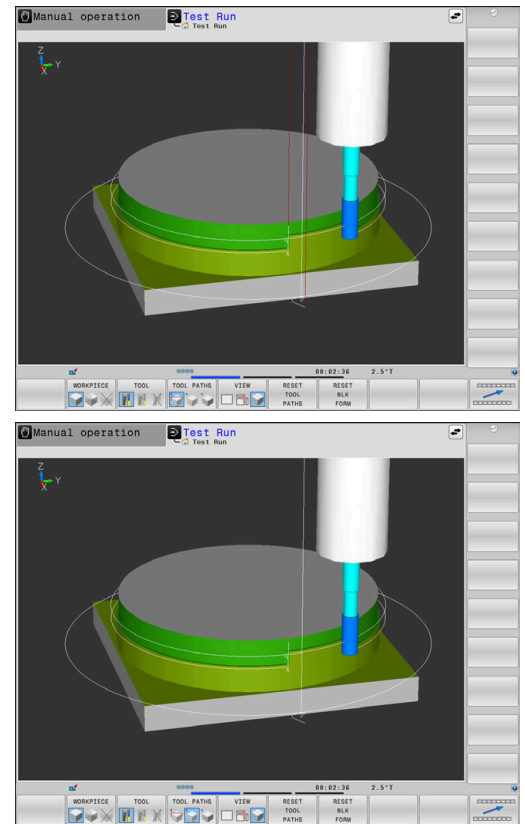 Manual operation
Test Run
Test Run
Z
Y
X
00:02:36 2.5*T
WORKPIECE TOOL TOOL PATHS VIEW RESET RESET
TOOL BLK
PATHS FORM
Manual operation
Test Run
Test Run
Z
Y
X
00:02:36 2.5*T
WORKPIECE TOOL TOOL PATHS VIEW RESET RESET
TOOL BLK
PATHS FORM